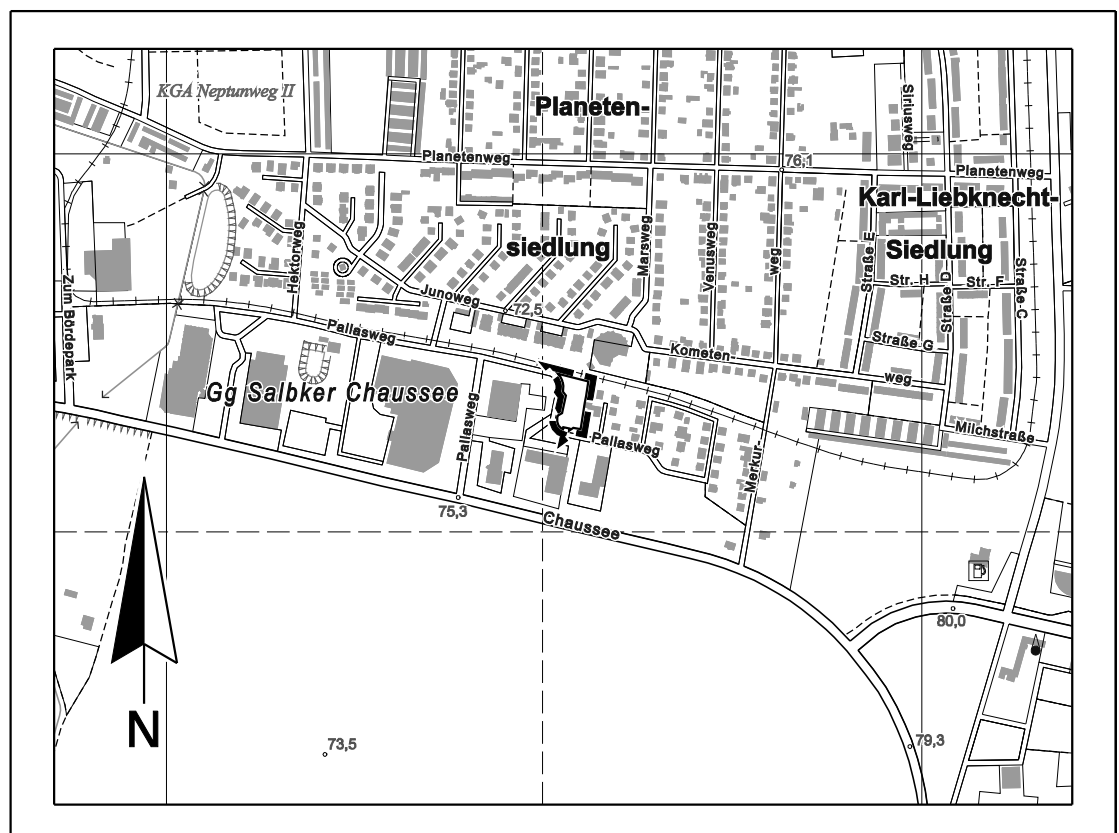 KGA Neptunweg II
Planeten-
Siriusweg
Planetenweg
76,1
Planetenweg
Karl-Liebknecht-
Siedlung
siedlung
Hektorweg
Marsweg
Venusweg
weg
Straße E
Str. H
Straße D
Str. F
Straße C
Zum Bördepark
Junoweg
72,5
Pallasweg
Straße G
Kometen
weg
Gg Salbker Chaussee
Pallasweg
Pallasweg
Milchstraße
Merkur-
75,3
Chaussee
80,0
N
73,5
79,3